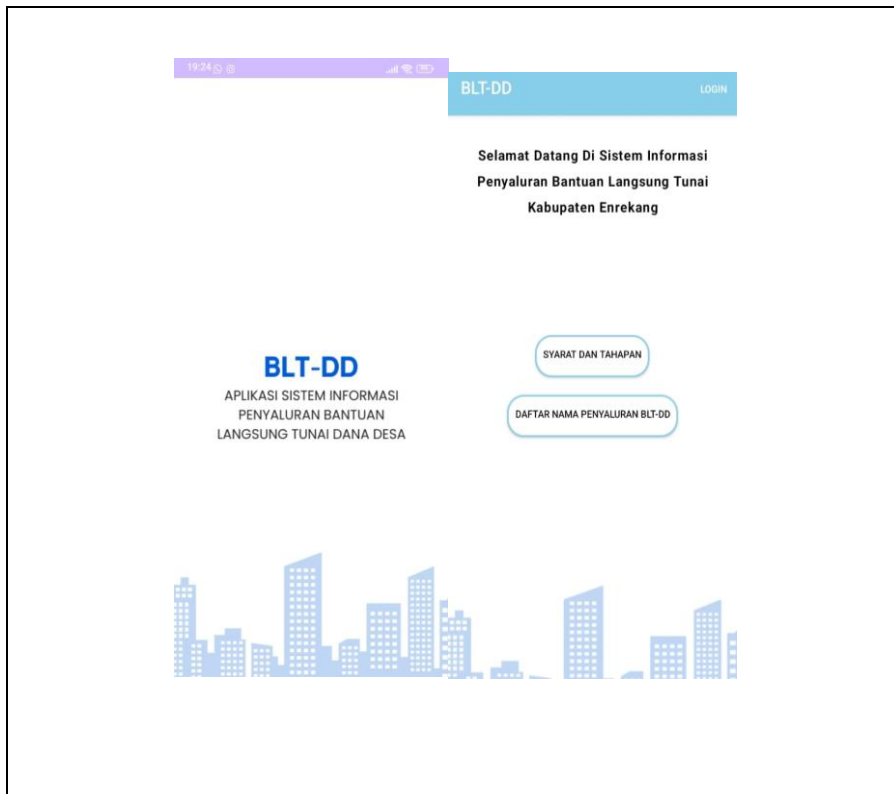 19:24
BLT-DD
APLIKASI SISTEM INFORMASI
PENYALURAN BANTUAN
LANGSUNG TUNAI DANA DESA
BLT-DD
LOGIN
Selamat Datang Di Sistem Informasi
Penyaluran Bantuan Langsung Tunai
Kabupaten Enrekang
SYARAT DAN TAHAPAN
DAFTAR NAMA PENYALURAN BLT-DD